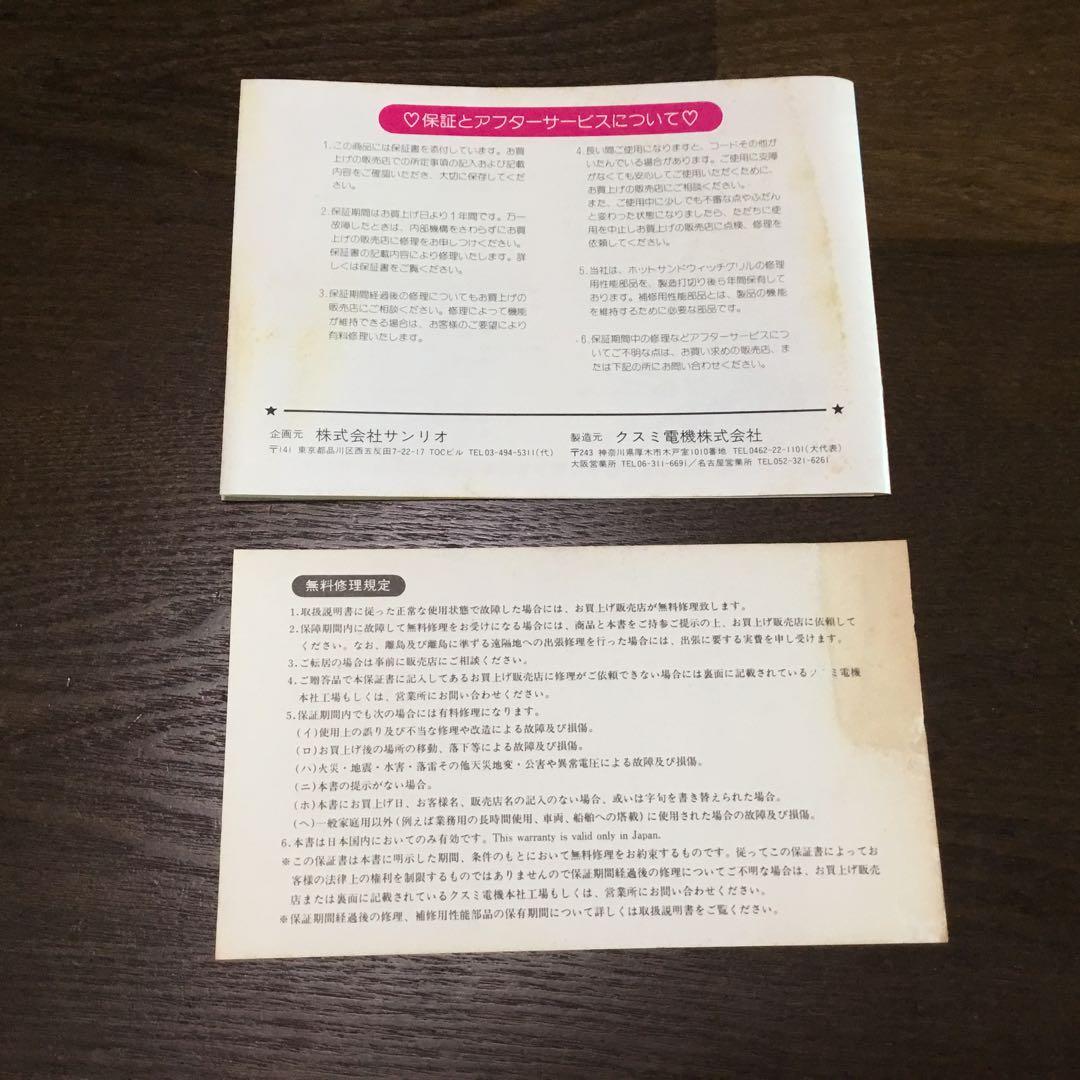 ♡保証とアフターサービスについて♡
1.この商品には保証書を添付しています。お買
上げの販売店での所定事項の記入および記載
内容をご確認いただき、大切に保存してくだ
さい。
2.保証期間はお買上げ日より1年間です。万一
故障したときは、内部機構をさわらずにお買
上げの販売店に修理をお申しつけください。
保証書の記載内容により修理いたします。詳
しくは保証書をご覧ください。
3.保証期間経過後の修理についてもお買上げの
販売店にご相談ください。修理によって機能
が維持できる場合は、お客様のご要望により
有料修理いたします。
4.長い間ご使用になりますと、コードその他が
いたんでいる場合があります。ご使用に支障
がなくても安心してご使用いただくために、
お買上げの販売店にご相談ください。
また、ご使用中に少しでも不審な点やふだん
と変わった状態になりましたら、ただちに使
用を中止しお買上げの販売店に点検、修理を
依頼してください。
5.当社は、ホットサンドウィッチグリルの修理
用性能部品を、製造打切り後5年間保有して
おります。補修用性能部品とは、製品の機能
を維持するために必要な部品です。
6.保証期間中の修理などアフターサービスにつ
いてご不明な点は、お買い求めの販売店、ま
たは下記の所にお問い合わせください。
★ ★
企画元 株式会社サンリオ
〒141 東京都品川区西五反田7-22-17 TOCビル TEL03-494-5311(代)
製造元 クスミ電機株式会社
〒243 神奈川県厚木市木戸室1010番地 TEL0462-22-1101(大代表)
大阪営業所 TEL06-311-6691/名古屋営業所 TEL052-321-6261
無料修理規定
1.取扱説明書に従った正常な使用状態で故障した場合には、お買上げ販売店が無料修理致します。
2.保障期間内に故障して無料修理をお受けになる場合には、商品と本書をご持参ご提示の上、お買上げ販売店に依頼して
ください。なお、離島及び離島に準ずる遠隔地への出張修理を行った場合には、出張に要する実費を申し受けます。
3.ご転居の場合は事前に販売店にご相談ください。
4.ご贈答品で本保証書に記入してあるお買上げ販売店に修理がご依頼できない場合には裏面に記載されているクスミ電機
本社工場もしくは、営業所にお問い合わせください。
5.保証期間内でも次の場合には有料修理になります。
(イ)使用上の誤り及び不当な修理や改造による故障及び損傷。
(ロ)お買上げ後の場所の移動、落下等による故障及び損傷。
(ハ)火災・地震・水害・落雷その他天災地変・公害や異常電圧による故障及び損傷。
(ニ)本書の提示がない場合。
(ホ)本書にお買上げ日、お客様名、販売店名の記入のない場合、或いは字句を書き替えられた場合。
(ヘ)一般家庭用以外(例えば業務用の長時間使用、車両、船舶への塔載)に使用された場合の故障及び損傷。
6.本書は日本国内においてのみ有効です。This warranty is valid only in Japan.
※この保証書は本書に明示した期間、条件のもとにおいて無料修理をお約束するものです。従ってこの保証書によってお
客様の法律上の権利を制限するものではありませんので保証期間経過後の修理についてご不明な場合は、お買上げ販売
店または裏面に記載されているクスミ電機本社工場もしくは、営業所にお問い合わせください。
※保証期間経過後の修理、補修用性能部品の保有期間について詳しくは取扱説明書をご覧ください。